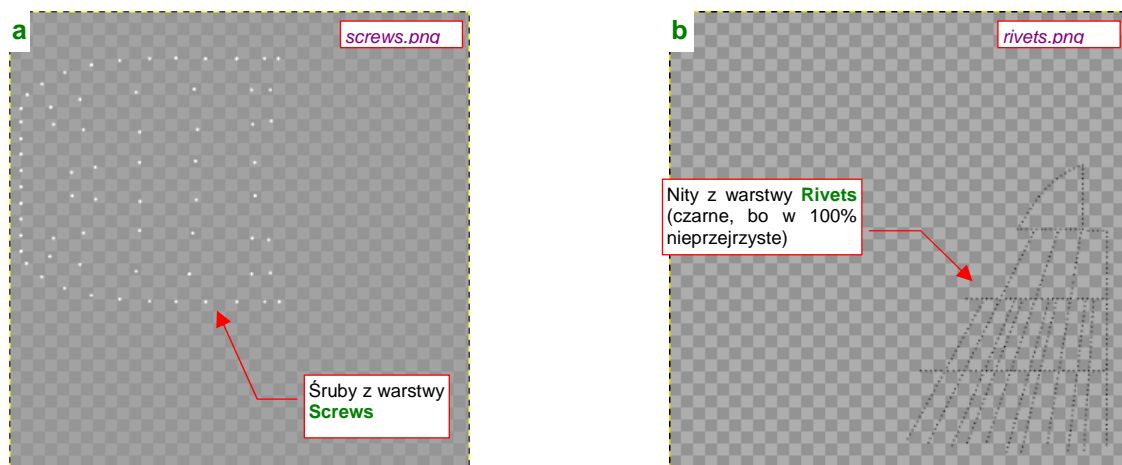 a
screws.png
Śruby z warstwy
Screws
b
rivets.png
Nity z warstwy Rivets
(czarne, bo w 100%
nieprzejrzyste)